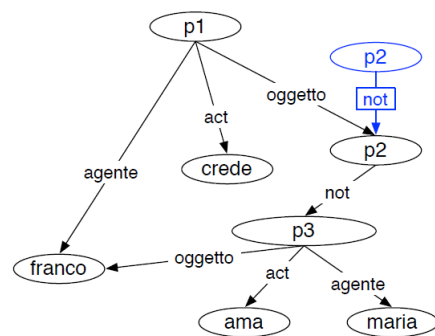 p1
p2
not
oggetto
act
p2
agente
crede
not
p3
oggetto
franco
act
agente
ama
maria